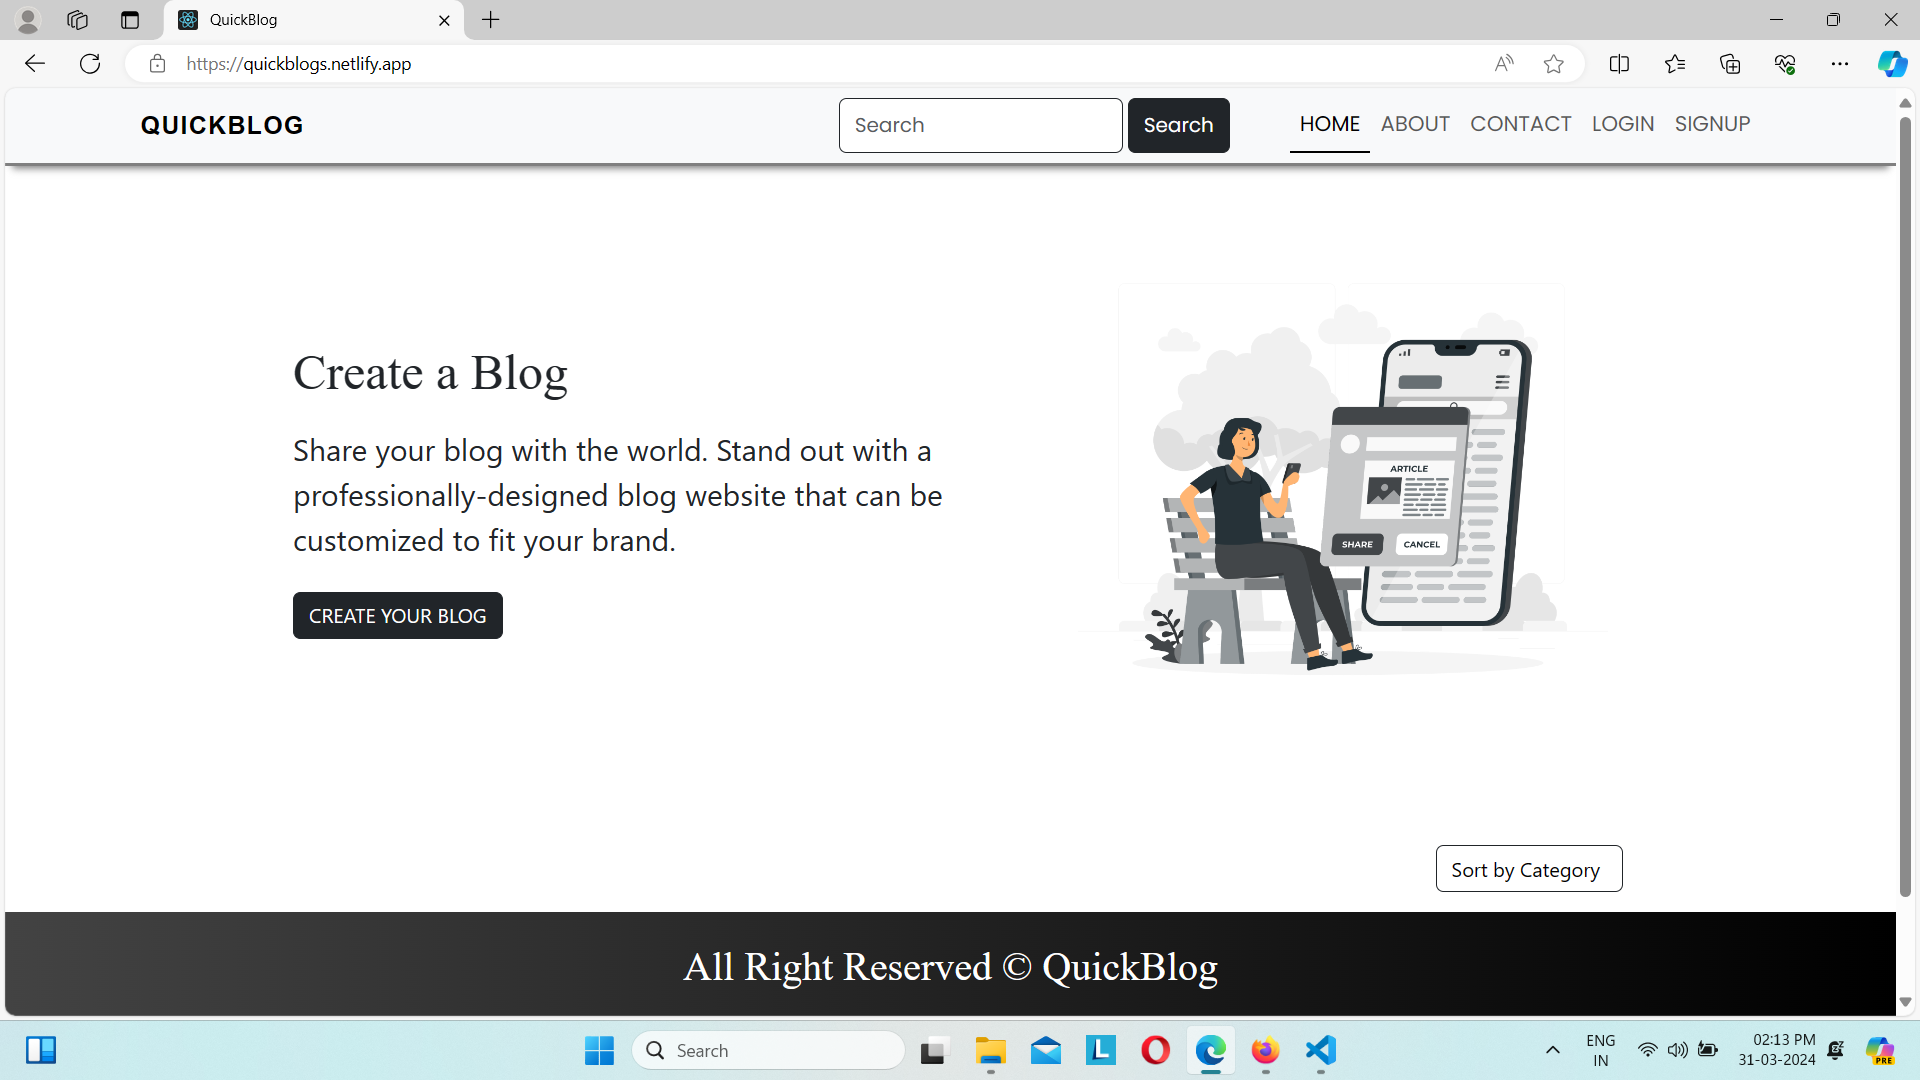 QuickBlog
https://quickblogs.netlify.app
QUICKBLOG
Search
Search
HOME
ABOUT
CONTACT
LOGIN
SIGNUP
Create a Blog
Share your blog with the world. Stand out with a
professionally-designed blog website that can be
customized to fit your brand.
CREATE YOUR BLOG
ARTICLE
SHARE
CANCEL
Sort by Category
All Right Reserved © QuickBlog
Search
L
ENG
IN
02:13 PM
31-03-2024
PRE